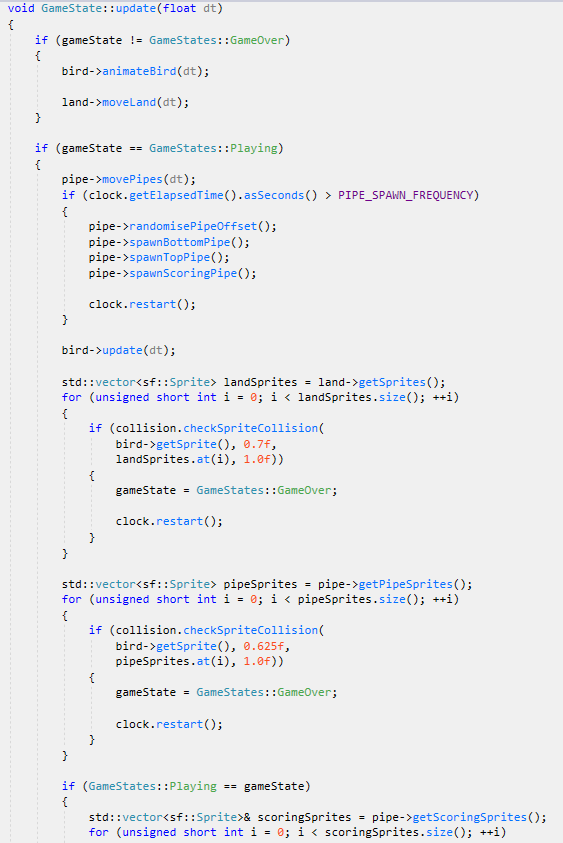 void GameState::update(float dt)
{
    if (gameState != GameStates::GameOver)
    {
        bird->animateBird(dt);

        land->moveLand(dt);
    }

    if (gameState == GameStates::Playing)
    {
        pipe->movePipes(dt);
        if (clock.getElapsedTime().asSeconds() > PIPE_SPAWN_FREQUENCY)
        {
            pipe->randomisePipeOffset();
            pipe->spawnBottomPipe();
            pipe->spawnTopPipe();
            pipe->spawnScoringPipe();

            clock.restart();
        }

        bird->update(dt);

        std::vector<sf::Sprite> landSprites = land->getSprites();
        for (unsigned short int i = 0; i < landSprites.size(); ++i)
        {
            if (collision.checkSpriteCollision(
                bird->getSprite(), 0.7f,
                landSprites.at(i), 1.0f))
            {
                gameState = GameStates::GameOver;

                clock.restart();
            }
        }

        std::vector<sf::Sprite> pipeSprites = pipe->getPipeSprites();
        for (unsigned short int i = 0; i < pipeSprites.size(); ++i)
        {
            if (collision.checkSpriteCollision(
                bird->getSprite(), 0.625f,
                pipeSprites.at(i), 1.0f))
            {
                gameState = GameStates::GameOver;

                clock.restart();
            }
        }

        if (GameStates::Playing == gameState)
        {
            std::vector<sf::Sprite>& scoringSprites = pipe->getScoringSprites();
            for (unsigned short int i = 0; i < scoringSprites.size(); ++i)